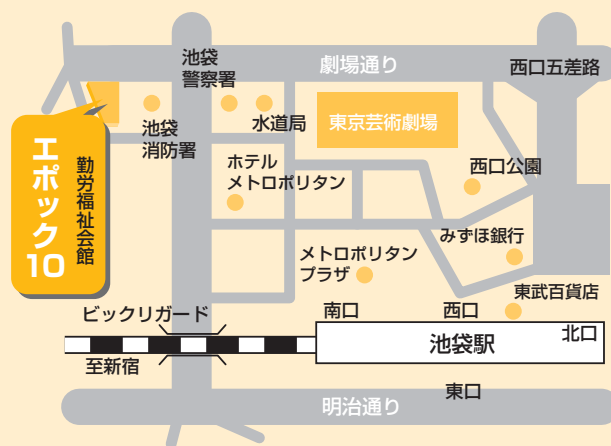 池袋
警察署
劇場通り
西口五差路
池袋
消防署
水道局
東京芸術劇場
エポック10
勤労福祉会館
ホテル
メトロポリタン
西口公園
みずほ銀行
メトロポリタン
プラザ
東武百貨店
ビックリガード
南口
西口
北口
池袋駅
至新宿
東口
明治通り